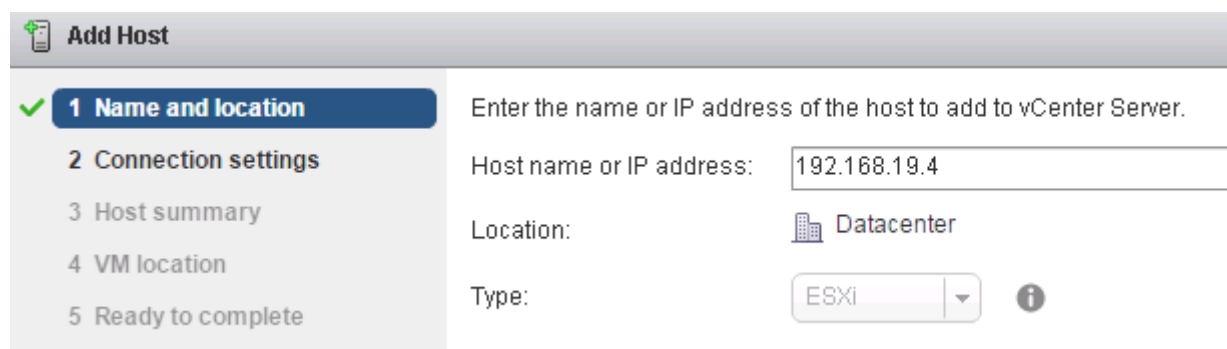 Add Host
1 Name and location
2 Connection settings
3 Host summary
4 VM location
5 Ready to complete
Enter the name or IP address of the host to add to vCenter Server.
Host name or IP address: 192.168.19.4
Location: Datacenter
Type: ESXi